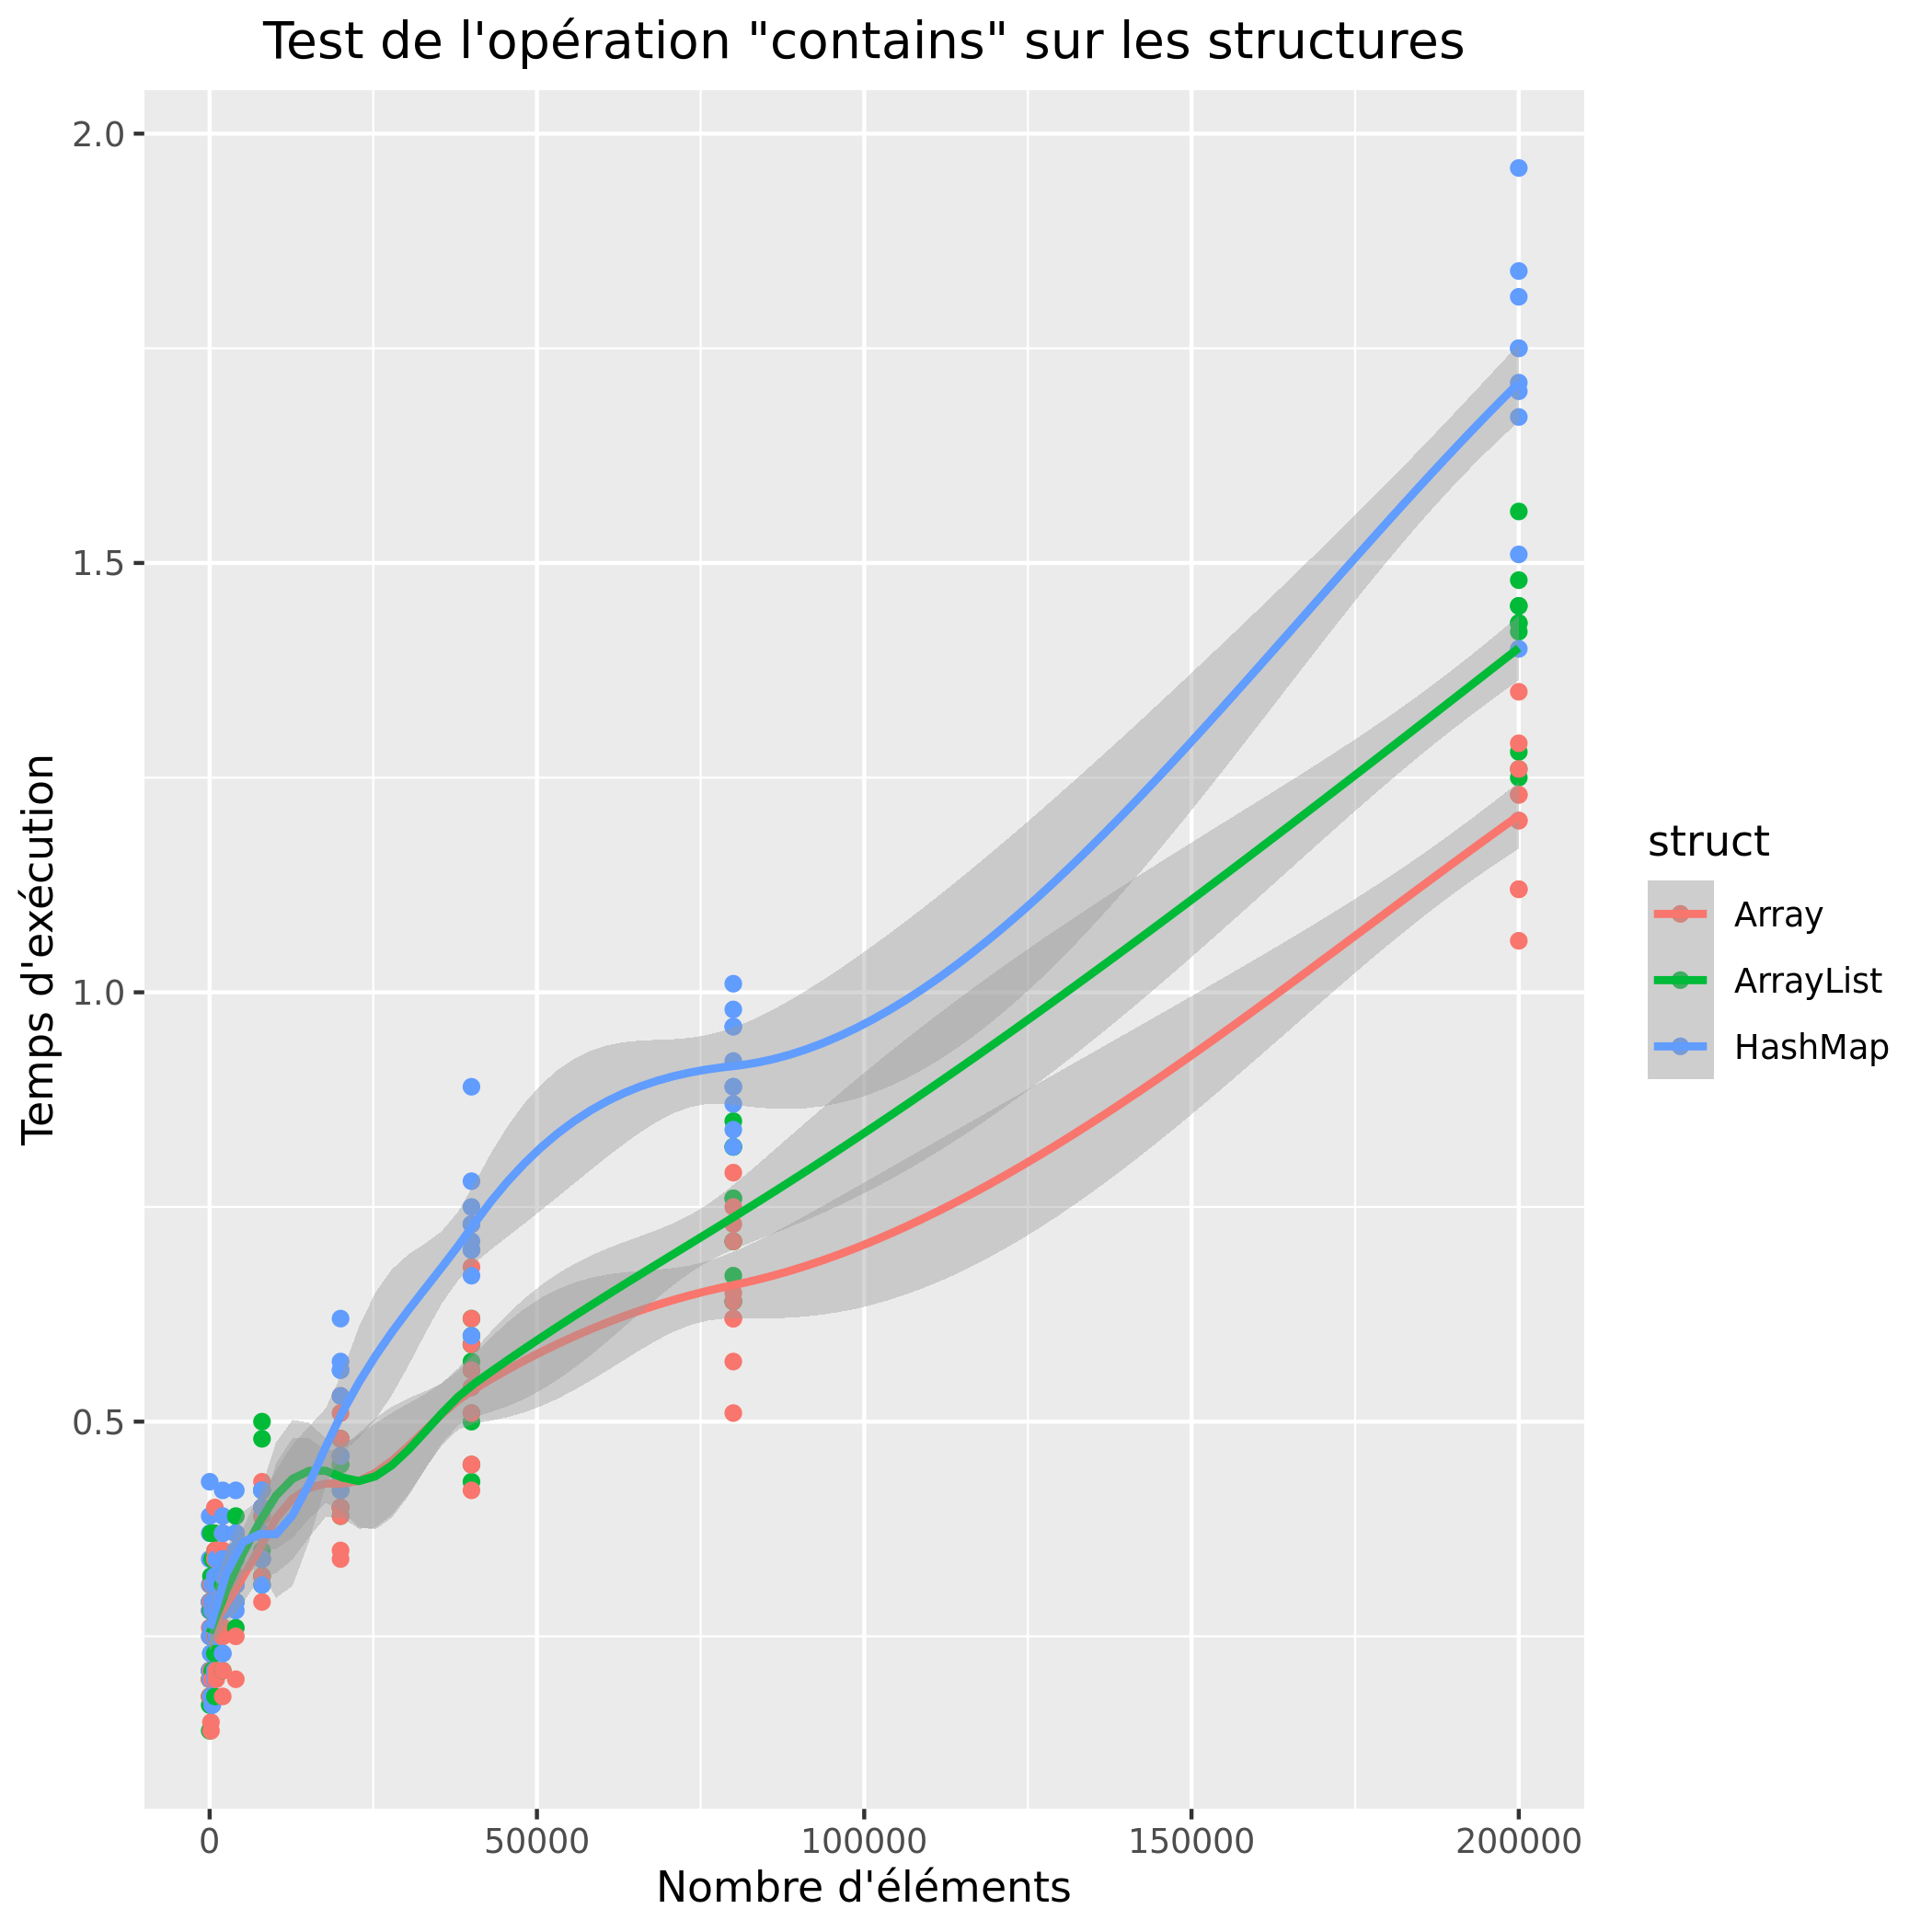 Test de l'opération "contains" sur les structures
2.0
1.5
1.0
0.5
Temps d'exécution
0 50000 100000 150000 200000
Nombre d'éléments
struct
Array
ArrayList
HashMap